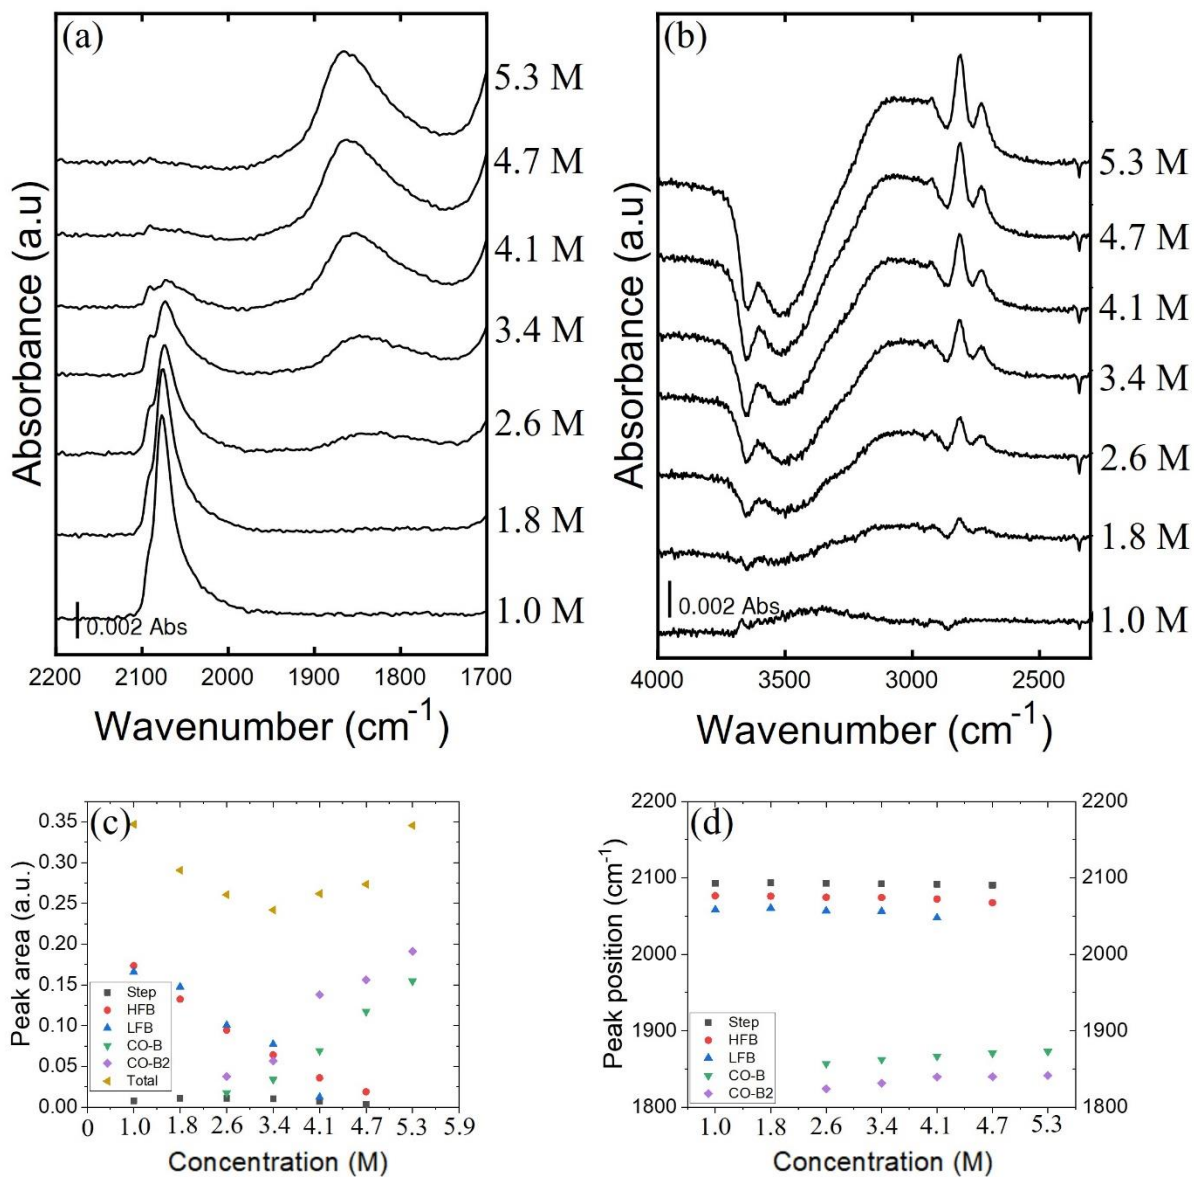 (a)
5.3 M
4.7 M
4.1 M
3.4 M
2.6 M
1.8 M
1.0 M
0.002 Abs
Absorbance (a.u)
2200 2100 2000 1900 1800 1700
Wavenumber (cm-1)
(b)
5.3 M
4.7 M
4.1 M
3.4 M
2.6 M
1.8 M
1.0 M
0.002 Abs
Absorbance (a.u)
4000 3500 3000 2500
Wavenumber (cm-1)
(c)
0.35
0.30
0.25
0.20
0.15
0.10
0.05
0.00
Peak area (a.u.)
Step
HFB
LFB
CO-B
CO-B2
Total
0 1.0 1.8 2.6 3.4 4.1 4.7 5.3 5.9
Concentration (M)
(d)
2200
2100
2000
1900
1800
Peak position (cm-1)
Step
HFB
LFB
CO-B
CO-B2
2200
2100
2000
1900
1800
1.0 1.8 2.6 3.4 4.1 4.7 5.3
Concentration (M)